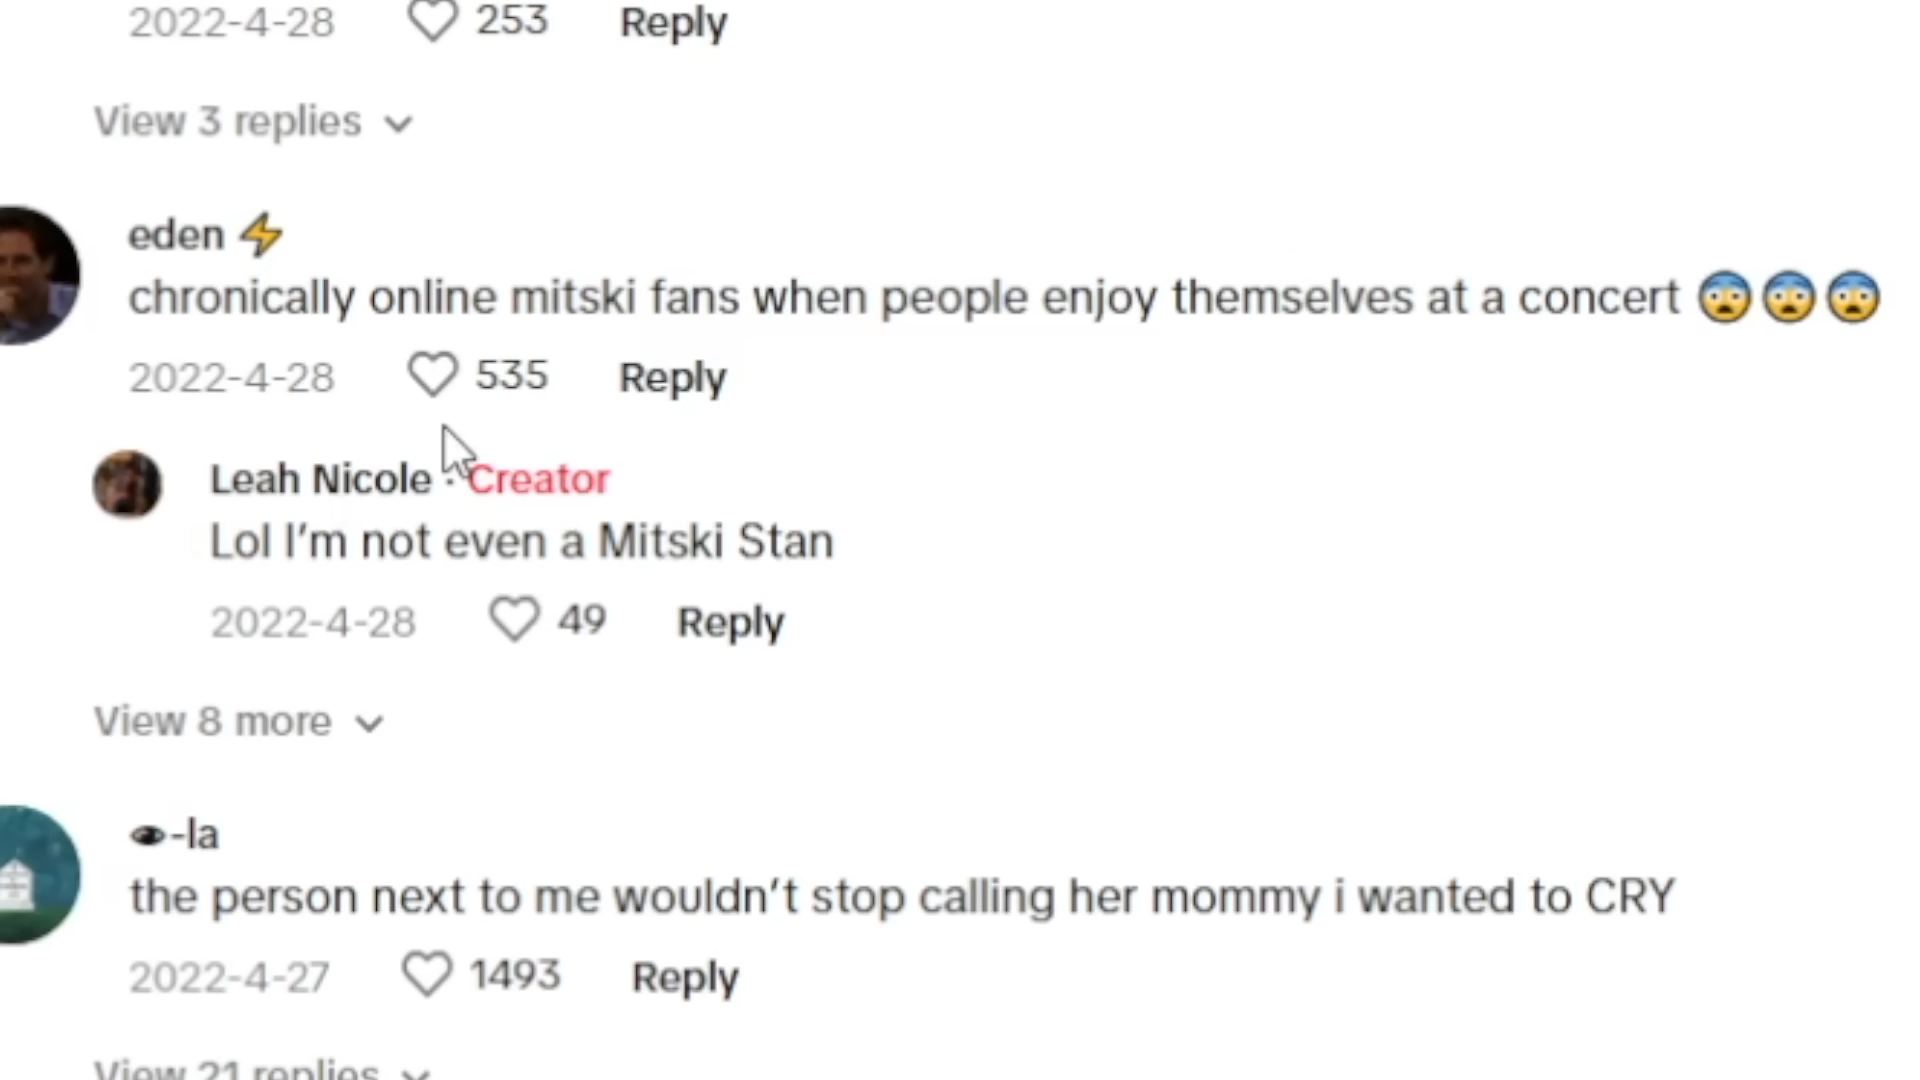 2022-4-28 253 Reply
View 3 replies
eden ⚡
chronically online mitski fans when people enjoy themselves at a concert 😨😨😨
2022-4-28 535 Reply
Leah Nicole · Creator
Lol I’m not even a Mitski Stan
2022-4-28 49 Reply
View 8 more
👁-la
the person next to me wouldn’t stop calling her mommy i wanted to CRY
2022-4-27 1493 Reply
View 21 replies